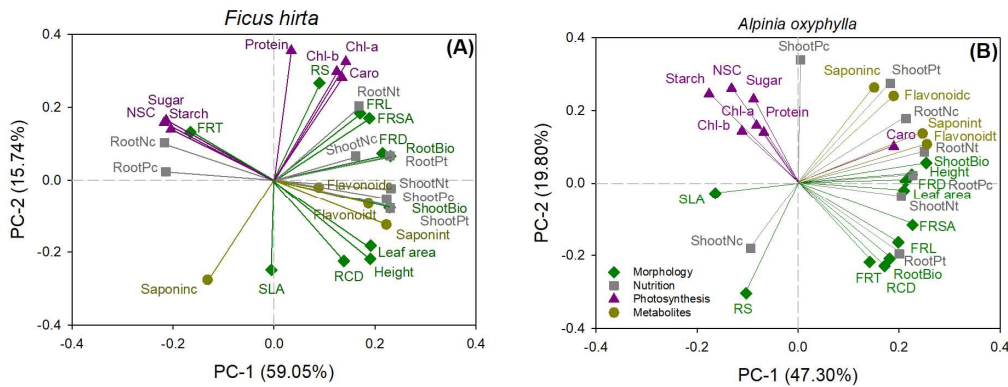 Ficus hirta
(A)
PC-2 (15.74%)
0.4
0.2
0.0
-0.2
-0.4
Protein
Chl-a
Chl-b
RS
Caro
RootNt
FRL
FRSA
Sugar
NSC
Starch
FRT
RootNc
RootPc
ShootNc
FRD
RootBio
RootPt
Flavonoidc
ShootNt
ShootPc
Flavonoidt
ShootBio
ShootPt
Saponint
Leaf area
Height
RCD
SLA
Saponinc
-0.4
-0.2
0.0
0.2
0.4
PC-1 (59.05%)
Alpinia oxyphylla
(B)
PC-2 (19.80%)
0.4
0.2
0.0
-0.2
-0.4
ShootPc
Saponinc
ShootPt
Starch
NSC
Sugar
Flavonoidc
Chl-a
Protein
Chl-b
RootNc
Saponint
Caro
Flavonoidt
RootNt
ShootBio
Height
FRD
RootPc
Leaf area
ShootNt
SLA
FRSA
ShootNc
FRL
RootPt
FRT
RootBio
RCD
RS
Morphology
Nutrition
Photosynthesis
Metabolites
-0.4
-0.2
0.0
0.2
0.4
PC-1 (47.30%)